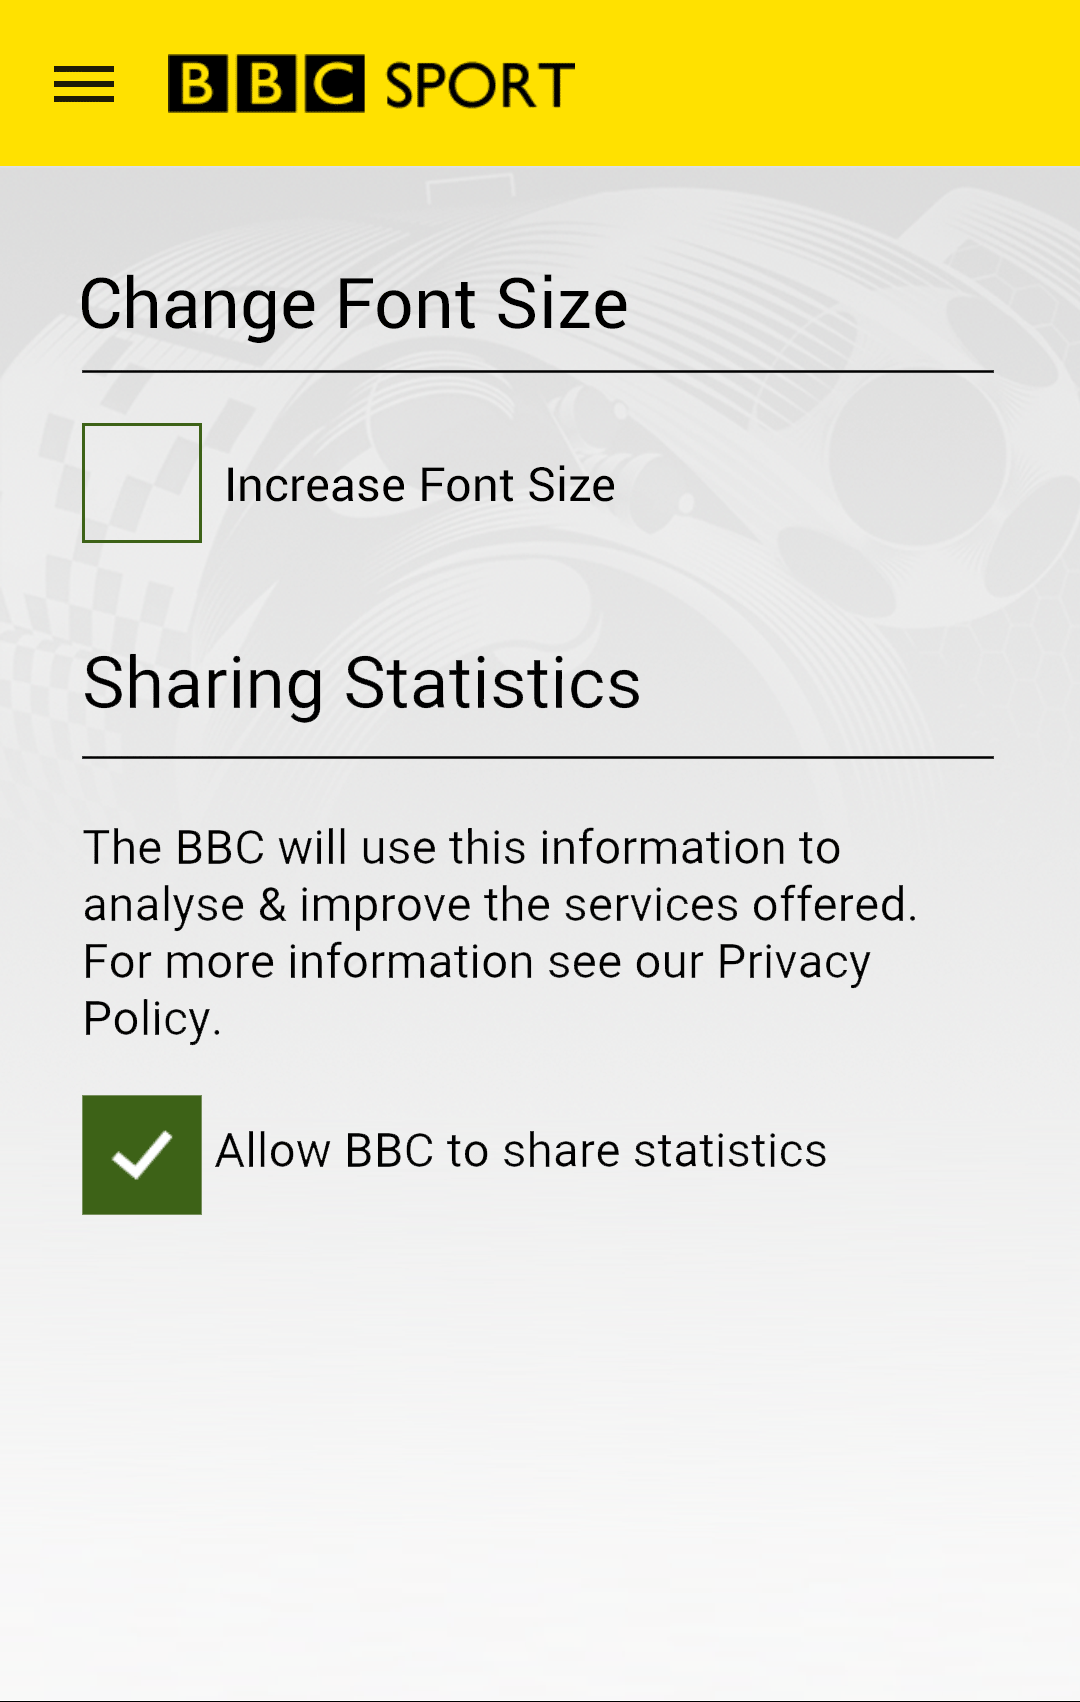 BBC SPORT
Change Font Size
Increase Font Size
Sharing Statistics
The BBC will use this information to
analyse & improve the services offered.
For more information see our Privacy
Policy.
Allow BBC to share statistics